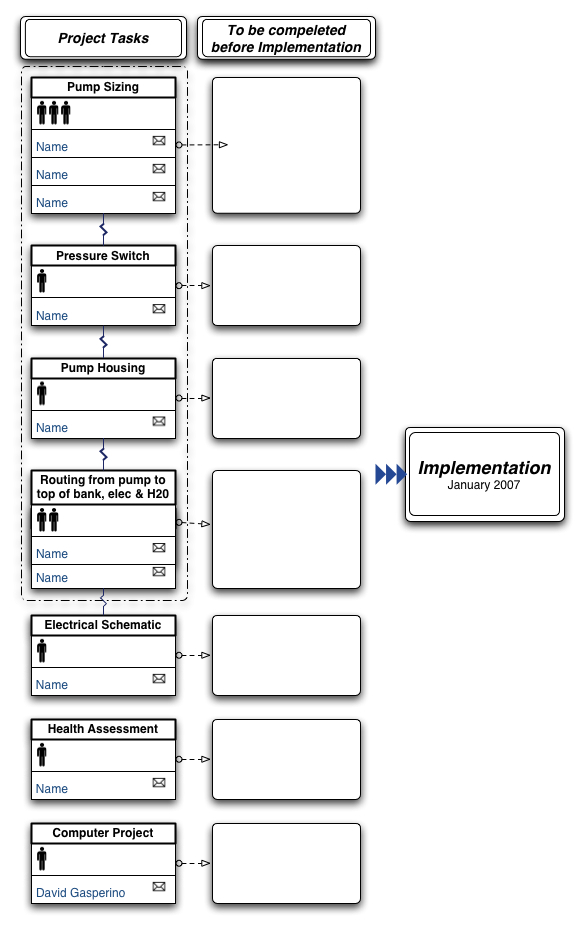 Project Tasks
To be compeleted
before Implementation
Pump Sizing
Name
Name
Name
Pressure Switch
Name
Pump Housing
Name
Routing from pump to
top of bank, elec & H20
Name
Name
Electrical Schematic
Name
Health Assessment
Name
Computer Project
David Gasperino
Implementation
January 2007